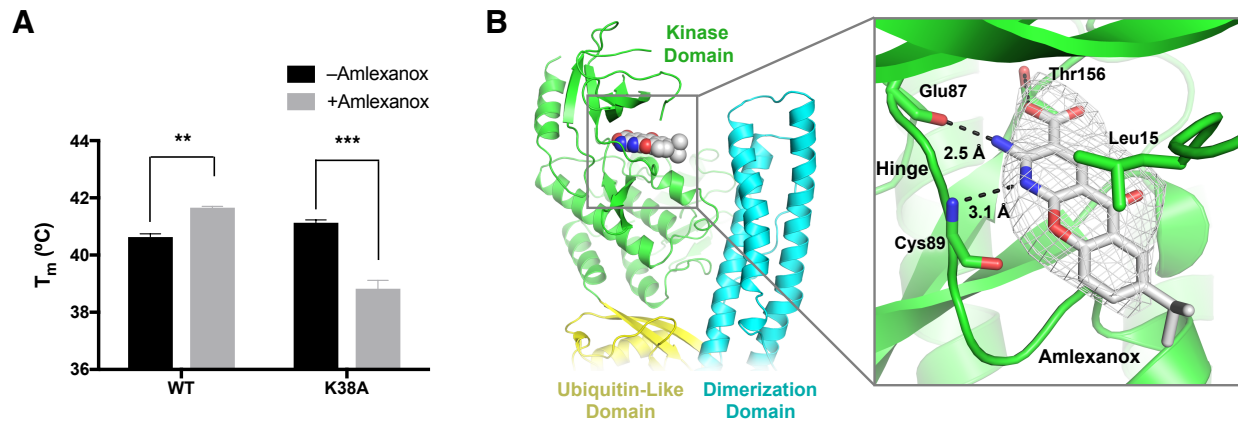 A
–Amlexanox
+Amlexanox
**
***
44
42
40
38
36
Tm (ºC)
WT
K38A
B
Kinase
Domain
Ubiquitin-Like
Domain
Dimerization
Domain
Thr156
Glu87
Leu15
2.5 Å
Hinge
3.1 Å
Cys89
Amlexanox